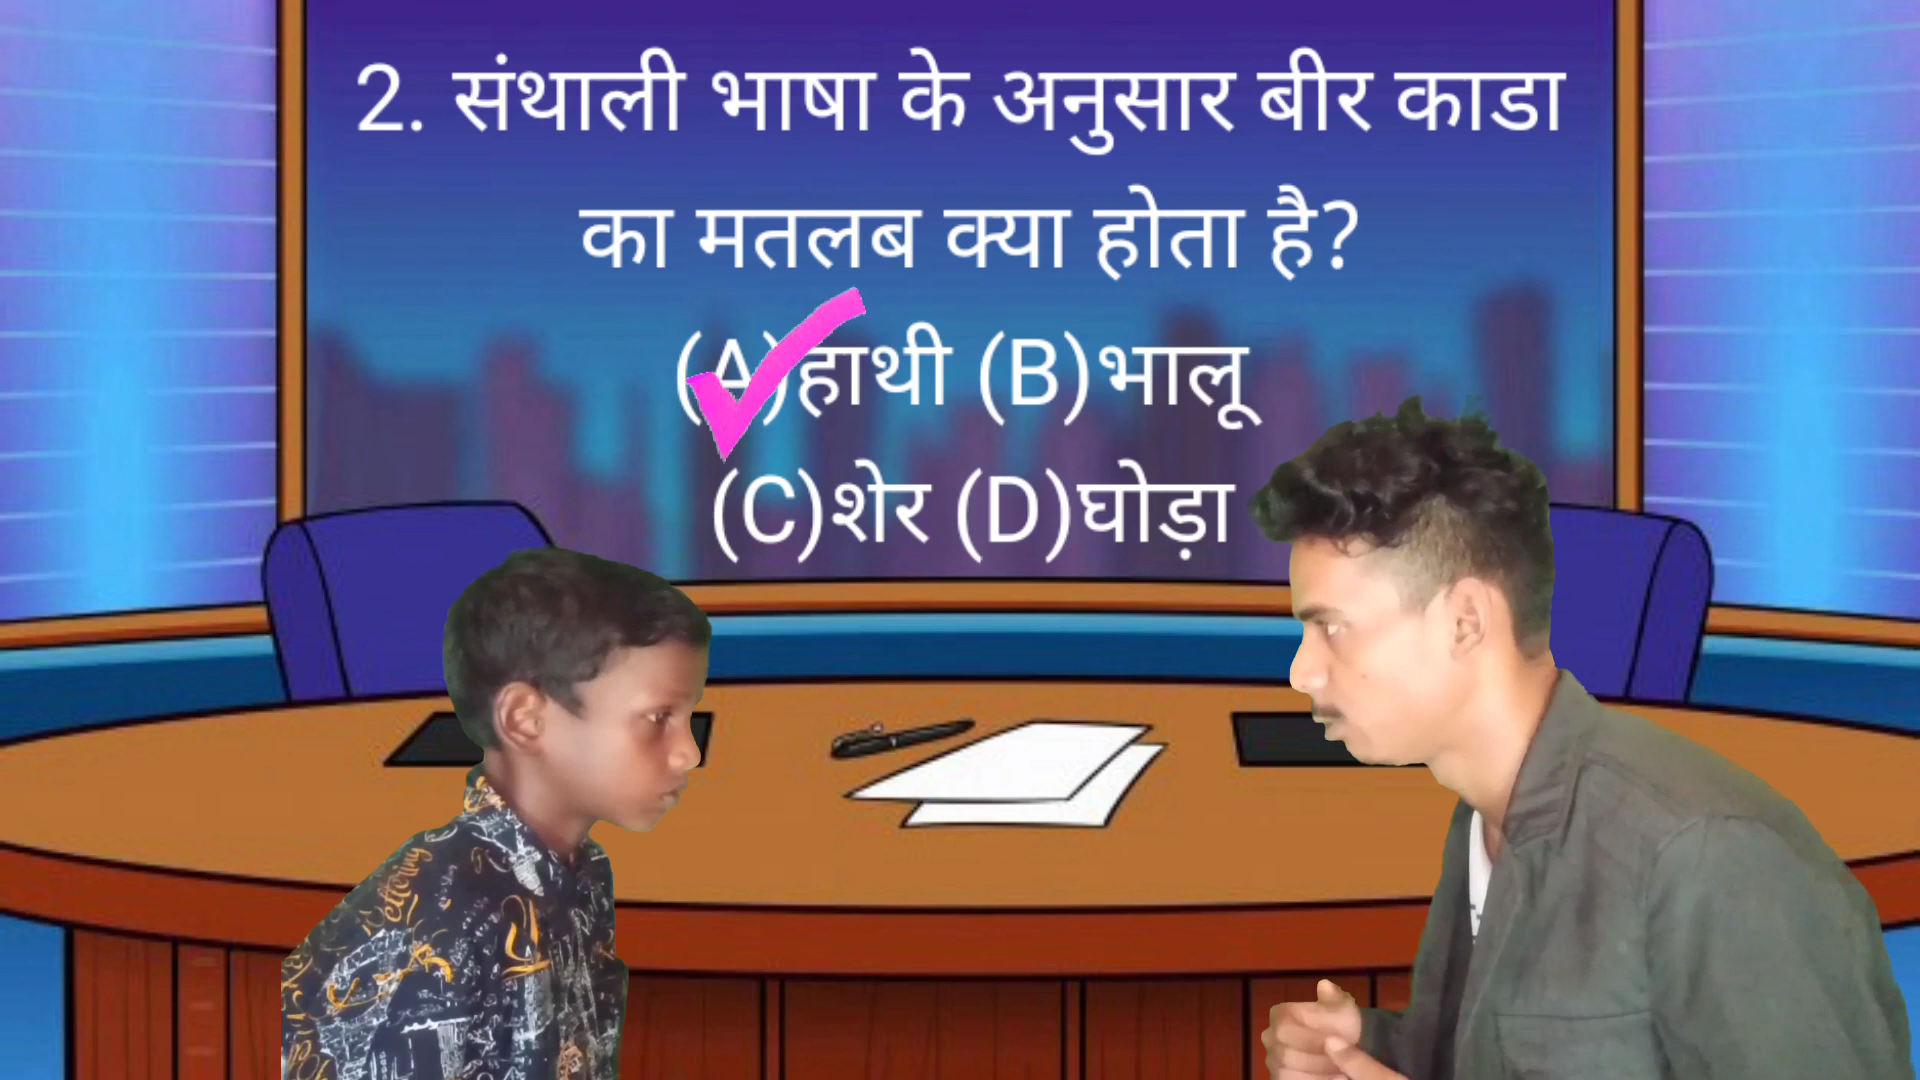 2. संथाली भाषा के अनुसार बीर काडा
का मतलब क्या होता है?
(A)हाथी (B)भालू
(C)शेर (D)घोड़ा